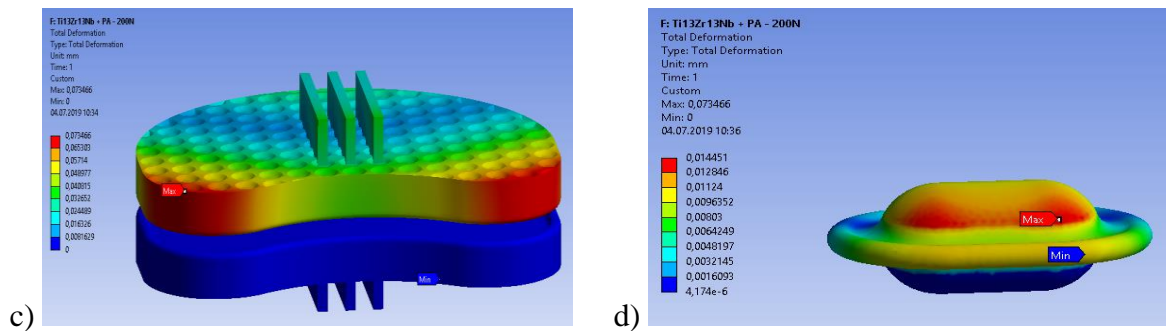 F: Ti13Zr13Nb + PA - 200N
Total Deformation
Type: Total Deformation
Unit: mm
Time: 1
Custom
Max: 0,073466
Min: 0
04.07.2019 10:34
0,073466
0,065303
0,05714
0,048977
0,040815
0,032652
0,024489
0,016326
0,0081629
0
Max
Min
c)
F: Ti13Zr13Nb + PA - 200N
Total Deformation
Type: Total Deformation
Unit: mm
Time: 1
Custom
Max: 0,073466
Min: 0
04.07.2019 10:36
0,014451
0,012846
0,01124
0,0096352
0,00803
0,0064249
0,0048197
0,0032145
0,0016093
4,174e-6
Max
Min
d)